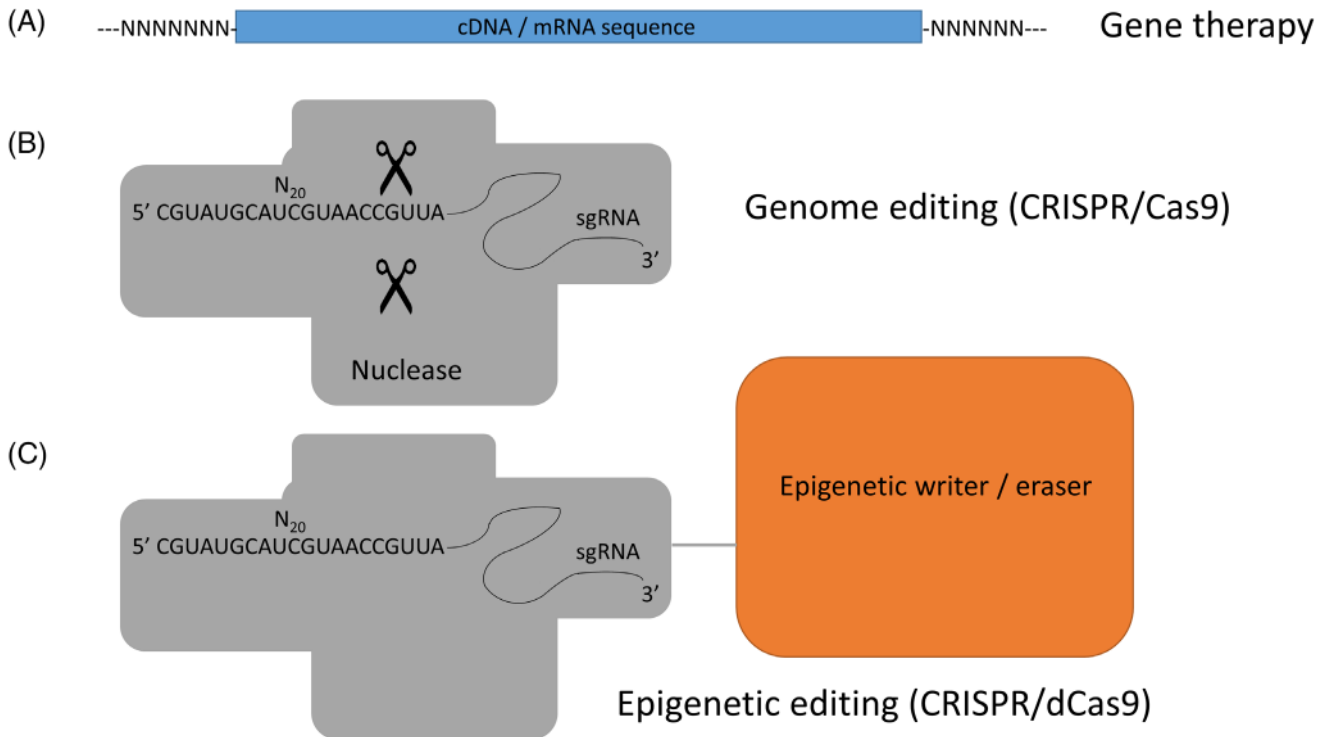 (A)
---NNNNNNN-
cDNA / mRNA sequence
-NNNNNN---
Gene therapy
(B)
N20
5’ CGUAUGCAUCGUAACCGUUA
sgRNA
3’
Nuclease
Genome editing (CRISPR/Cas9)
(C)
N20
5’ CGUAUGCAUCGUAACCGUUA
sgRNA
3’
Epigenetic writer / eraser
Epigenetic editing (CRISPR/dCas9)